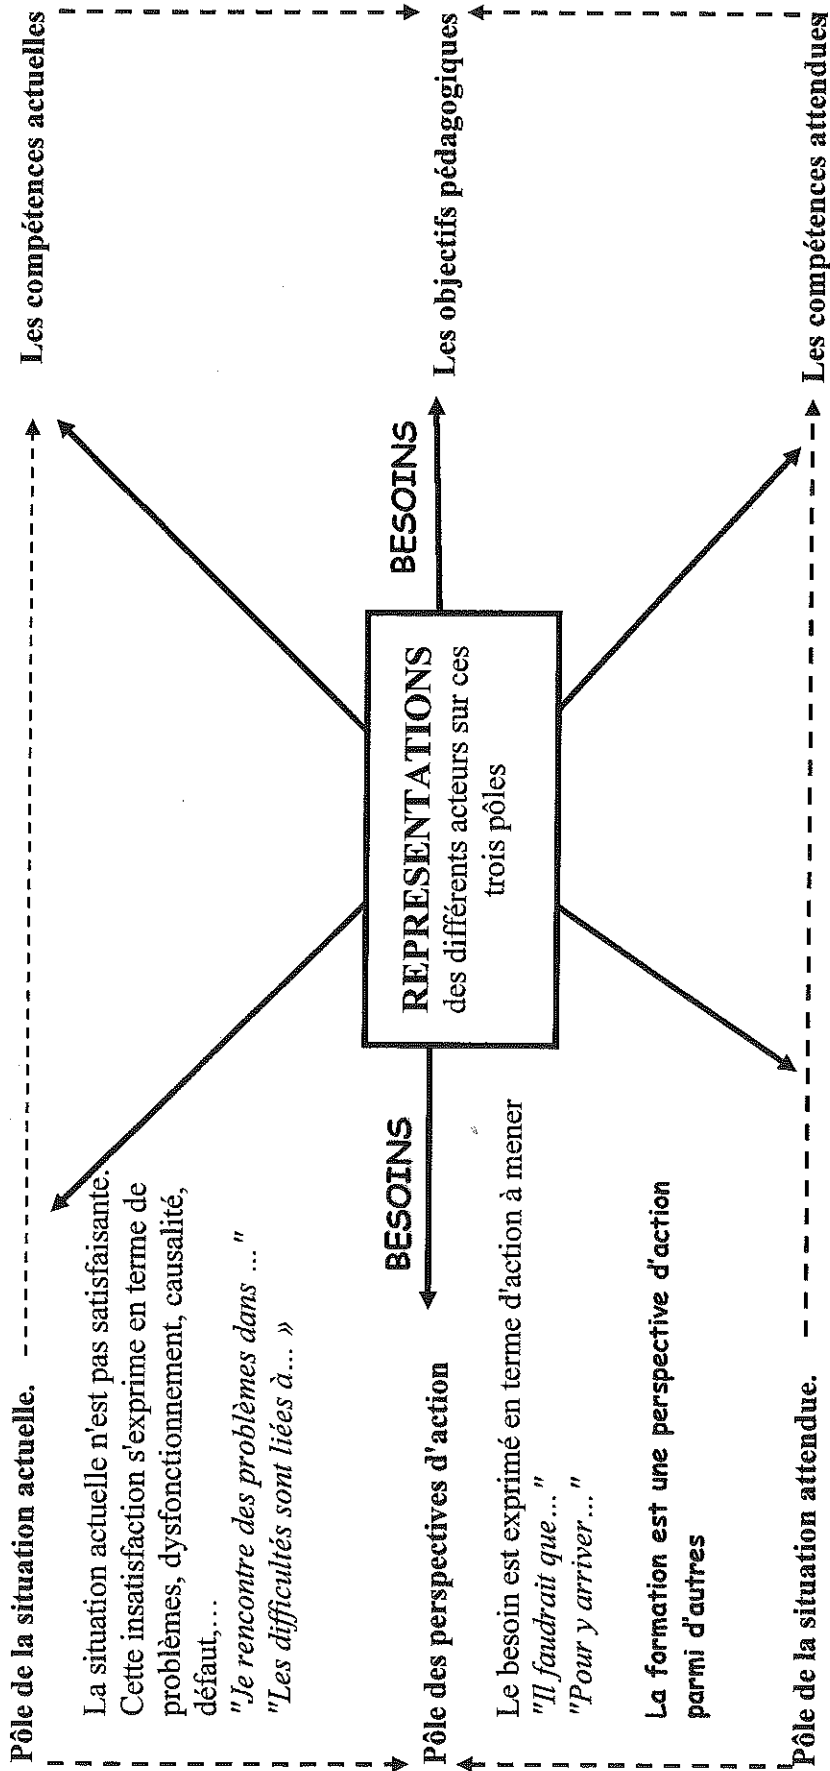 Pôle de la situation actuelle.
Les compétences actuelles
La situation actuelle n'est pas satisfaisante.
Cette insatisfaction s'exprime en terme de
problèmes, dysfonctionnement, causalité,
défaut,…
"Je rencontre des problèmes dans …"
"Les difficultés sont liées à… »
BESOINS
REPRESENTATIONS
des différents acteurs sur ces
trois pôles
BESOINS
Pôle des perspectives d'action
Les objectifs pédagogiques
Le besoin est exprimé en terme d'action à mener
"Il faudrait que…"
"Pour y arriver…"
La formation est une perspective d'action
parmi d'autres
Pôle de la situation attendue.
Les compétences attendues